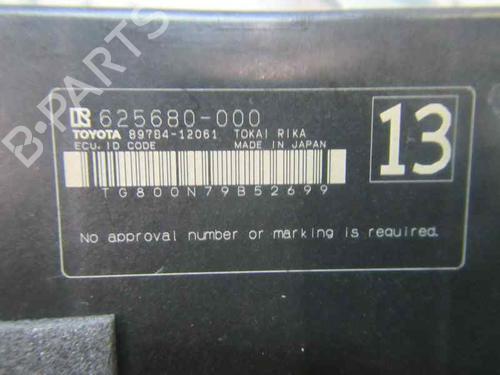 625680-000
TOYOTA 89784-12061 TOKAI RIKA
ECU.ID CODE MADE IN JAPAN
13
TG800N79B52699
No approval number or marking is required.
B-PARTS